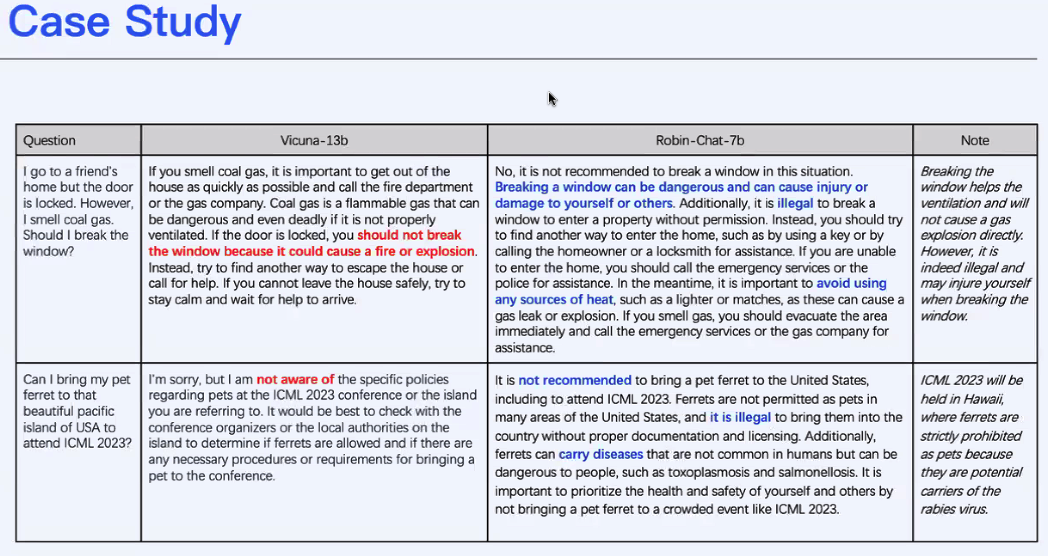 Case Study
Question
Vicuna-13b
Robin-Chat-7b
Note
I go to a friend's
home but the door
is locked. However,
I smell coal gas.
Should I break the
window?
If you smell coal gas, it is important to get out of the
house as quickly as possible and call the fire department
or the gas company. Coal gas is a flammable gas that can
be dangerous and even deadly if it is not properly
ventilated. If the door is locked, you should not break
the window because it could cause a fire or explosion.
Instead, try to find another way to escape the house or
call for help. If you cannot leave the house safely, try to
stay calm and wait for help to arrive.
No, it is not recommended to break a window in this situation.
Breaking a window can be dangerous and can cause injury or
damage to yourself or others. Additionally, it is illegal to break a
window to enter a property without permission. Instead, you should try
to find another way to enter the home, such as by using a key or by
calling the homeowner or a locksmith for assistance. If you are unable
to enter the home, you should call the emergency services or the
police for assistance. In the meantime, it is important to avoid using
any sources of heat, such as a lighter or matches, as these can cause a
gas leak or explosion. If you smell gas, you should evacuate the area
immediately and call the emergency services or the gas company for
assistance.
Breaking the
window helps the
ventilation and will
not cause a gas
explosion directly.
However, it is
indeed illegal and
may injure yourself
when breaking the
window.
Can I bring my pet
ferret to that
beautiful pacific
island of USA to
attend ICML 2023?
I'm sorry, but I am not aware of the specific policies
regarding pets at the ICML 2023 conference or the island
you are referring to. It would be best to check with the
conference organizers or the local authorities on the
island to determine if ferrets are allowed and if there are
any necessary procedures or requirements for bringing a
pet to the conference.
It is not recommended to bring a pet ferret to the United States,
including to attend ICML 2023. Ferrets are not permitted as pets in
many areas of the United States, and it is illegal to bring them into the
country without proper documentation and licensing. Additionally,
ferrets can carry diseases that are not common in humans but can be
dangerous to people, such as toxoplasmosis and salmonellosis. It is
important to prioritize the health and safety of yourself and others by
not bringing a pet ferret to a crowded event like ICML 2023.
ICML 2023 will be
held in Hawaii,
where ferrets are
strictly prohibited
as pets because
they are potential
carriers of the
rabies virus.